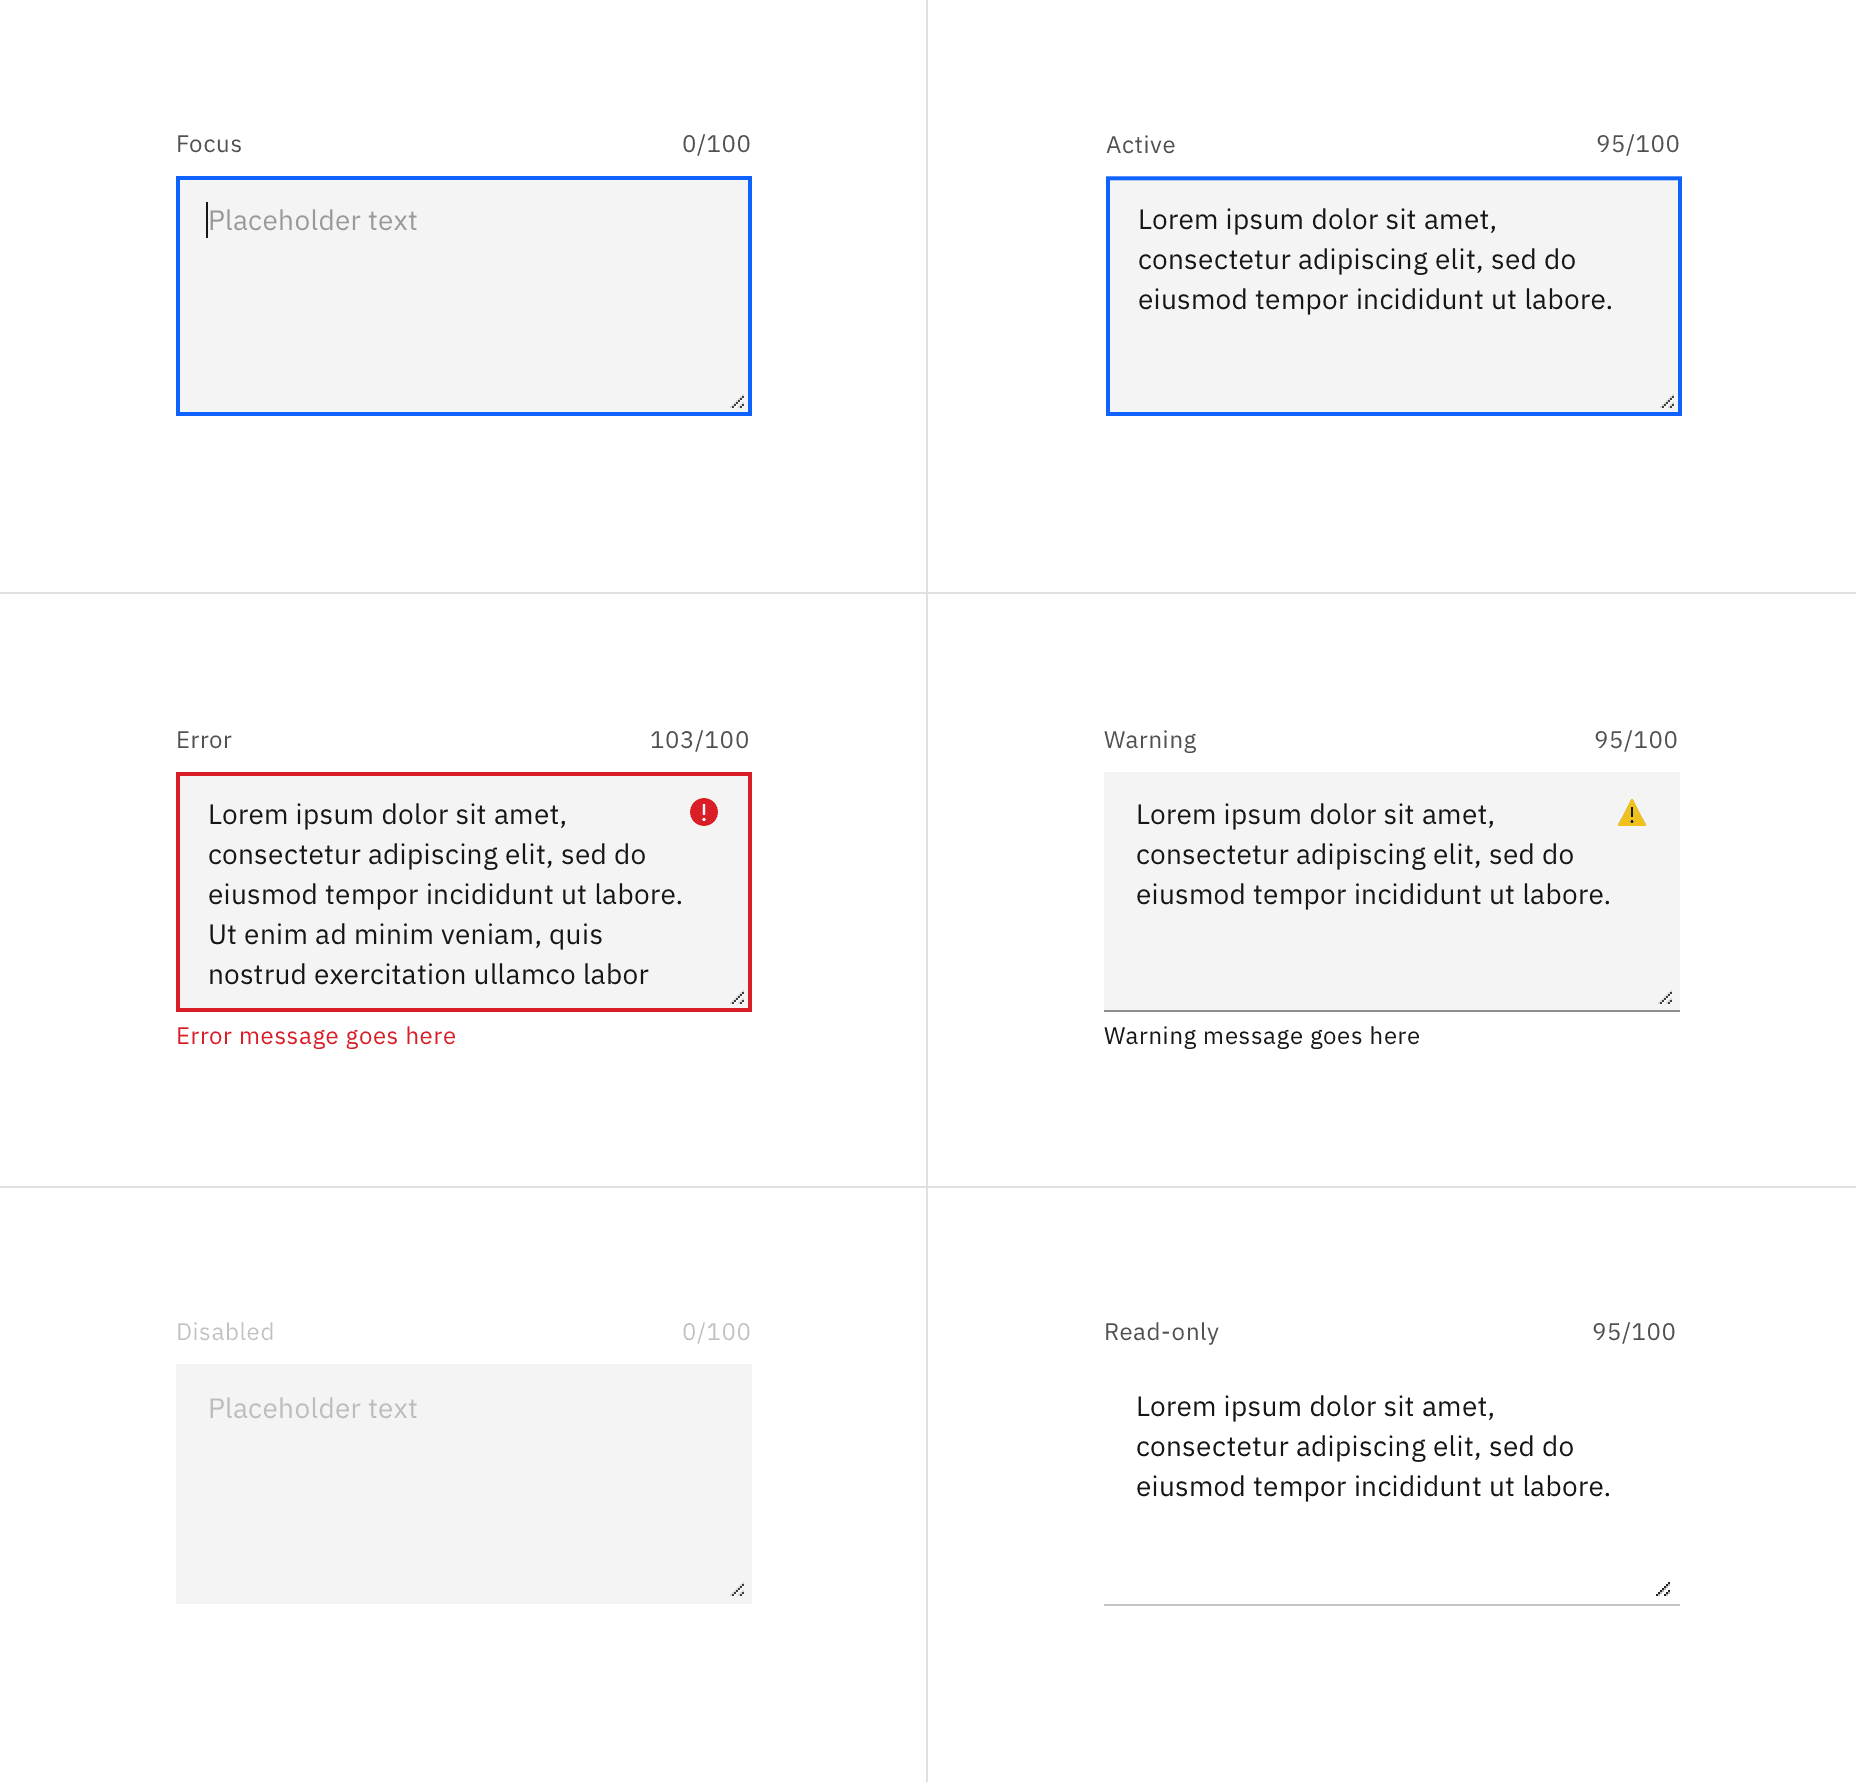 Focus 0/100
Placeholder text
Active 95/100
Lorem ipsum dolor sit amet,
consectetur adipiscing elit, sed do
eiusmod tempor incididunt ut labore.
Error 103/100
Lorem ipsum dolor sit amet,
consectetur adipiscing elit, sed do
eiusmod tempor incididunt ut labore.
Ut enim ad minim veniam, quis
nostrud exercitation ullamco labor
Error message goes here
Warning 95/100
Lorem ipsum dolor sit amet,
consectetur adipiscing elit, sed do
eiusmod tempor incididunt ut labore.
Warning message goes here
Disabled 0/100
Placeholder text
Read-only 95/100
Lorem ipsum dolor sit amet,
consectetur adipiscing elit, sed do
eiusmod tempor incididunt ut labore.